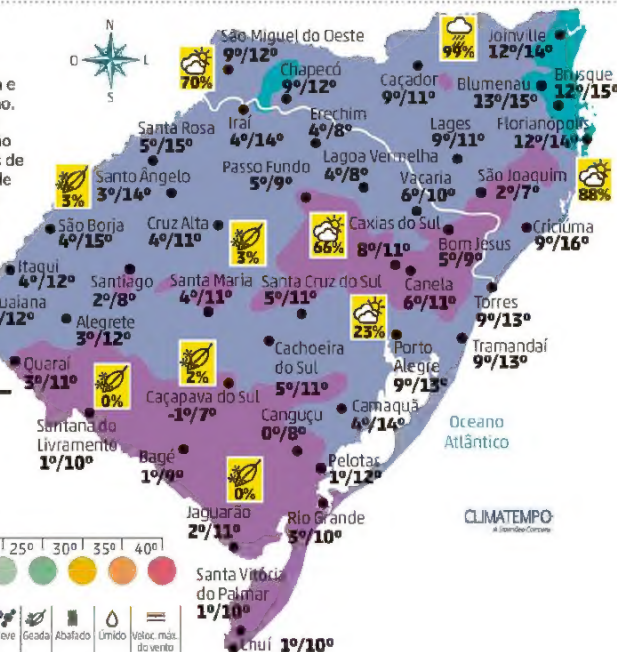 N
O
L
S
São Miguel do Oeste
9º/12º
70%
Chapecó
9º/12º
99%
Joinville
12º/14º
Caçador
9º/11º
Blumenau
13º/15º
Brusque
12º/15º
Iraí
4º/14º
Erechim
4º/8º
Lages
9º/11º
Florianópolis
12º/14º
88%
Santa Rosa
5º/15º
Passo Fundo
5º/9º
Lagoa Vermelha
4º/8º
Vacaria
6º/10º
São Joaquim
2º/7º
3%
Santo Ângelo
3º/14º
São Borja
4º/15º
Cruz Alta
4º/11º
3%
66%
Caxias do Sul
8º/11º
Bom Jesus
5º/9º
Criciúma
9º/16º
Itaqui
4º/12º
Santiago
2º/8º
Santa Maria
4º/11º
Santa Cruz do Sul
5º/11º
Canela
6º/11º
Torres
9º/13º
uaiana
/12º
Alegrete
3º/12º
23%
Cachoeira
do Sul
5º/11º
Porto
Alegre
9º/13º
Tramandaí
9º/13º
Quaraí
3º/11º
0%
2%
Caçapava do Sul
-1º/7º
Camaquã
4º/14º
Santana do
Livramento
1º/10º
Canguçu
0º/8º
Oceano
Atlântico
Bagé
1º/9º
0%
Pelotas
1º/12º
Jaguarão
2º/11º
Rio Grande
3º/10º
CLIMATEMPO
Santa Vitória
do Palmar
1º/10º
Chuí 1º/10º
25º 30º 35º 40º
eve Geada Abafado Úmido Veloc. máx.
do vento
e
o.
ão
s de
de